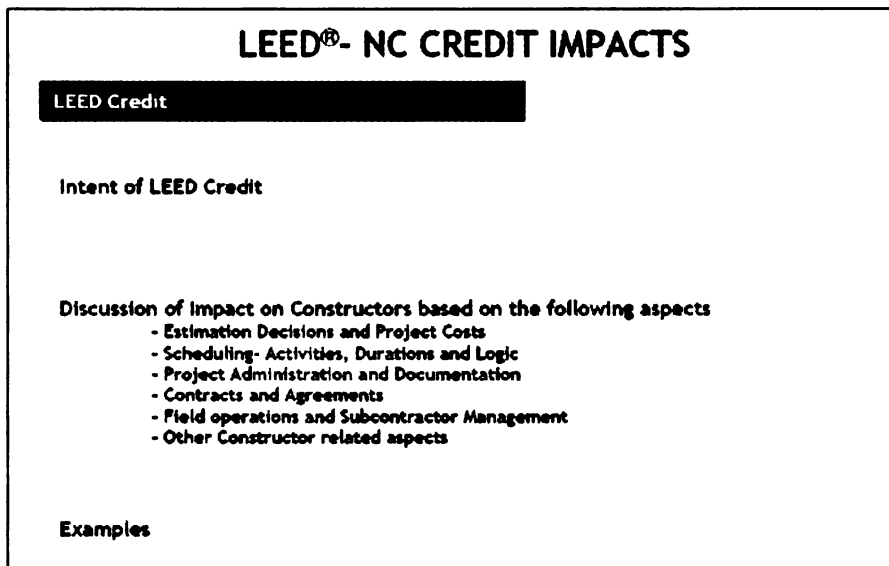 LEED®- NC CREDIT IMPACTS
LEED Credit
Intent of LEED Credit
Discussion of Impact on Constructors based on the following aspects
- Estimation Decisions and Project Costs
- Scheduling- Activities, Durations and Logic
- Project Administration and Documentation
- Contracts and Agreements
- Field operations and Subcontractor Management
- Other Constructor related aspects
Examples